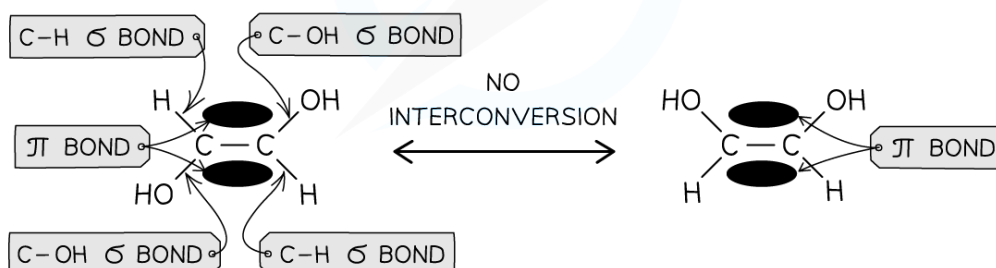 C–H σ BOND
C–OH σ BOND
NO
INTERCONVERSION
H
OH
HO
OH
π BOND
C – C
C – C
π BOND
HO
H
H
H
C–OH σ BOND
C–H σ BOND